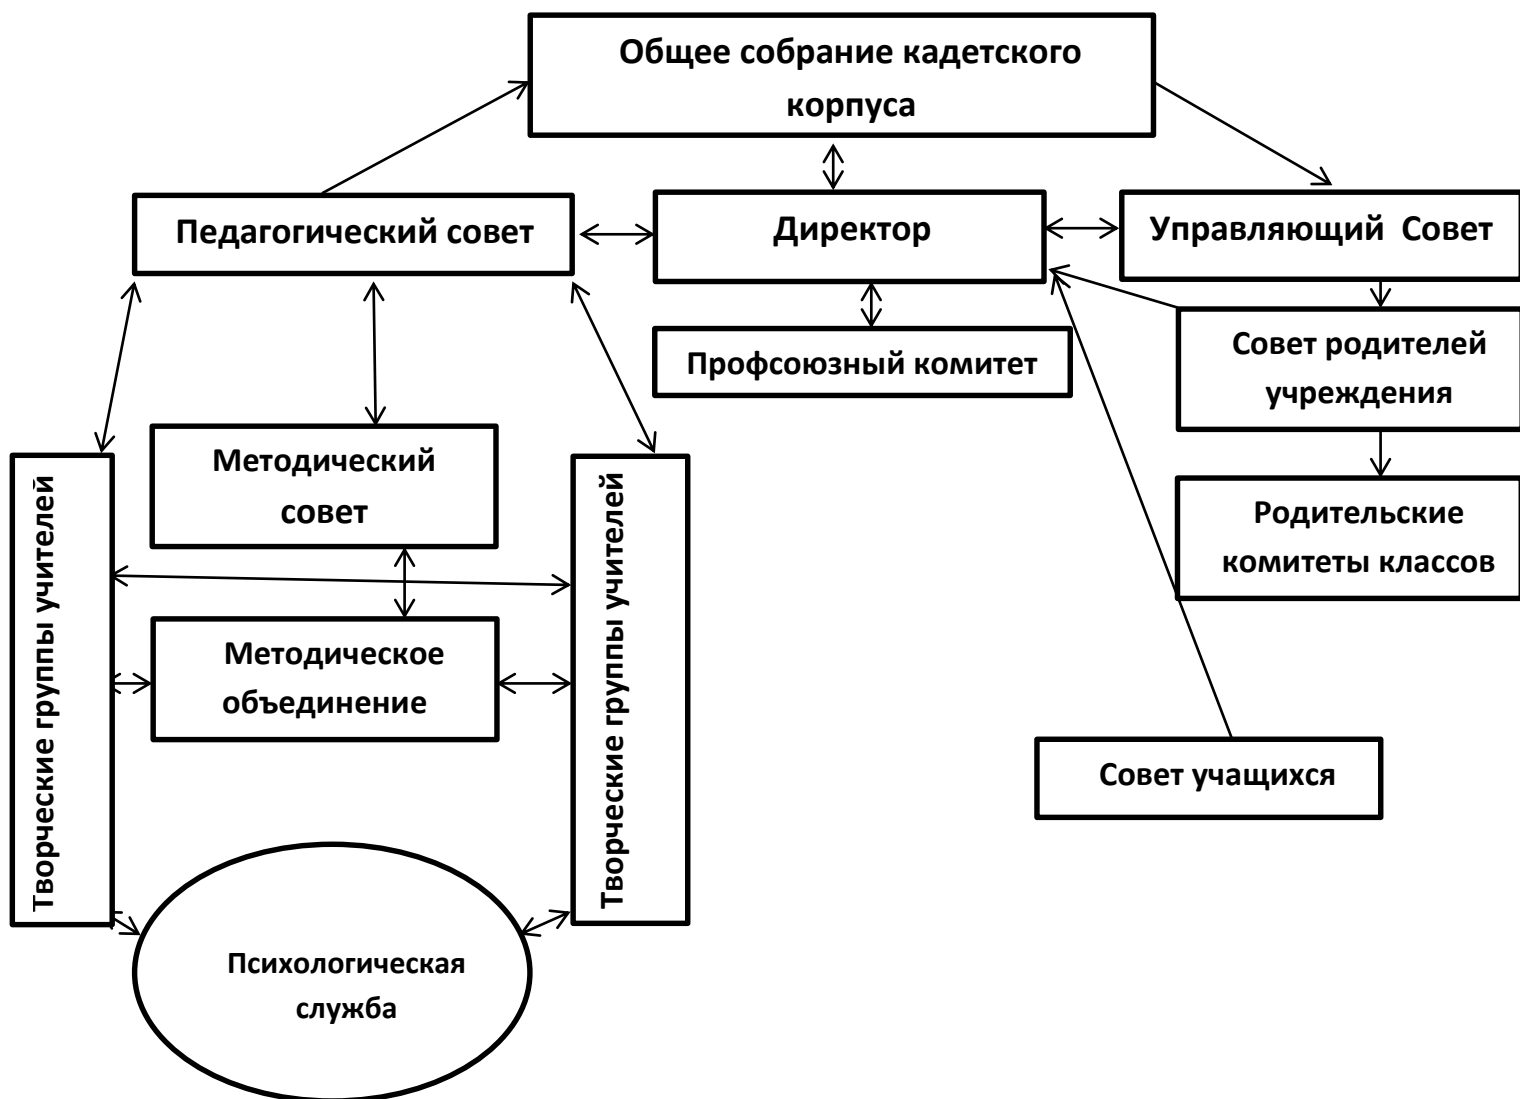 Общее собрание кадетского
корпуса
Педагогический совет
Директор
Управляющий Совет
Профсоюзный комитет
Совет родителей
учреждения
Методический
совет
Родительские
комитеты классов
Творческие группы учителей
Творческие группы учителей
Методическое
объединение
Совет учащихся
Психологическая
служба